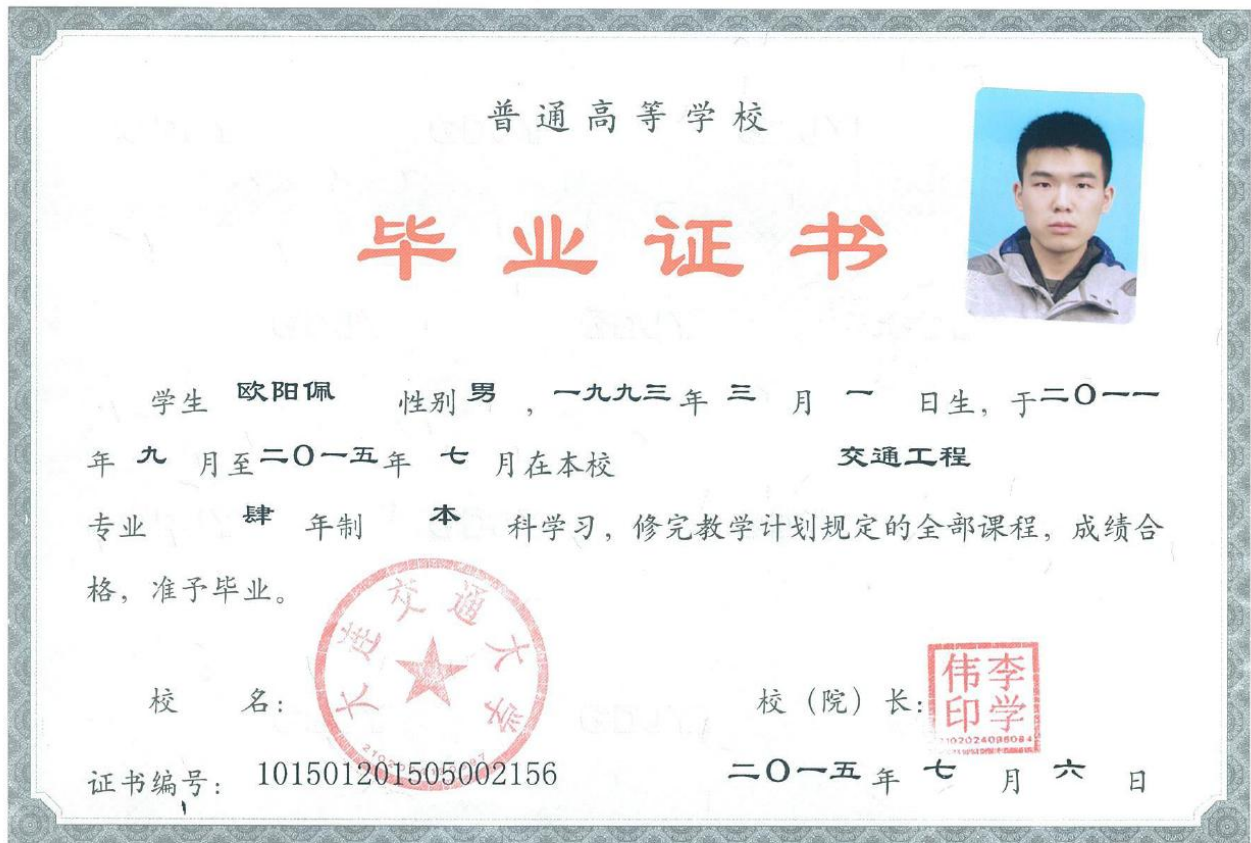 普通高等学校
毕业证书
学生 欧阳佩 性别 男 ，一九九三 年 三 月 一 日生，于二〇一一
年 九 月至二〇一五年 七 月在本校 交通工程
专业 肆 年制 本 科学习，修完教学计划规定的全部课程，成绩合
格，准予毕业。
大连交通大学
校 名：
校（院）长：
李学伟印
证书编号： 101501201505002156
二〇一五 年 七 月 六 日